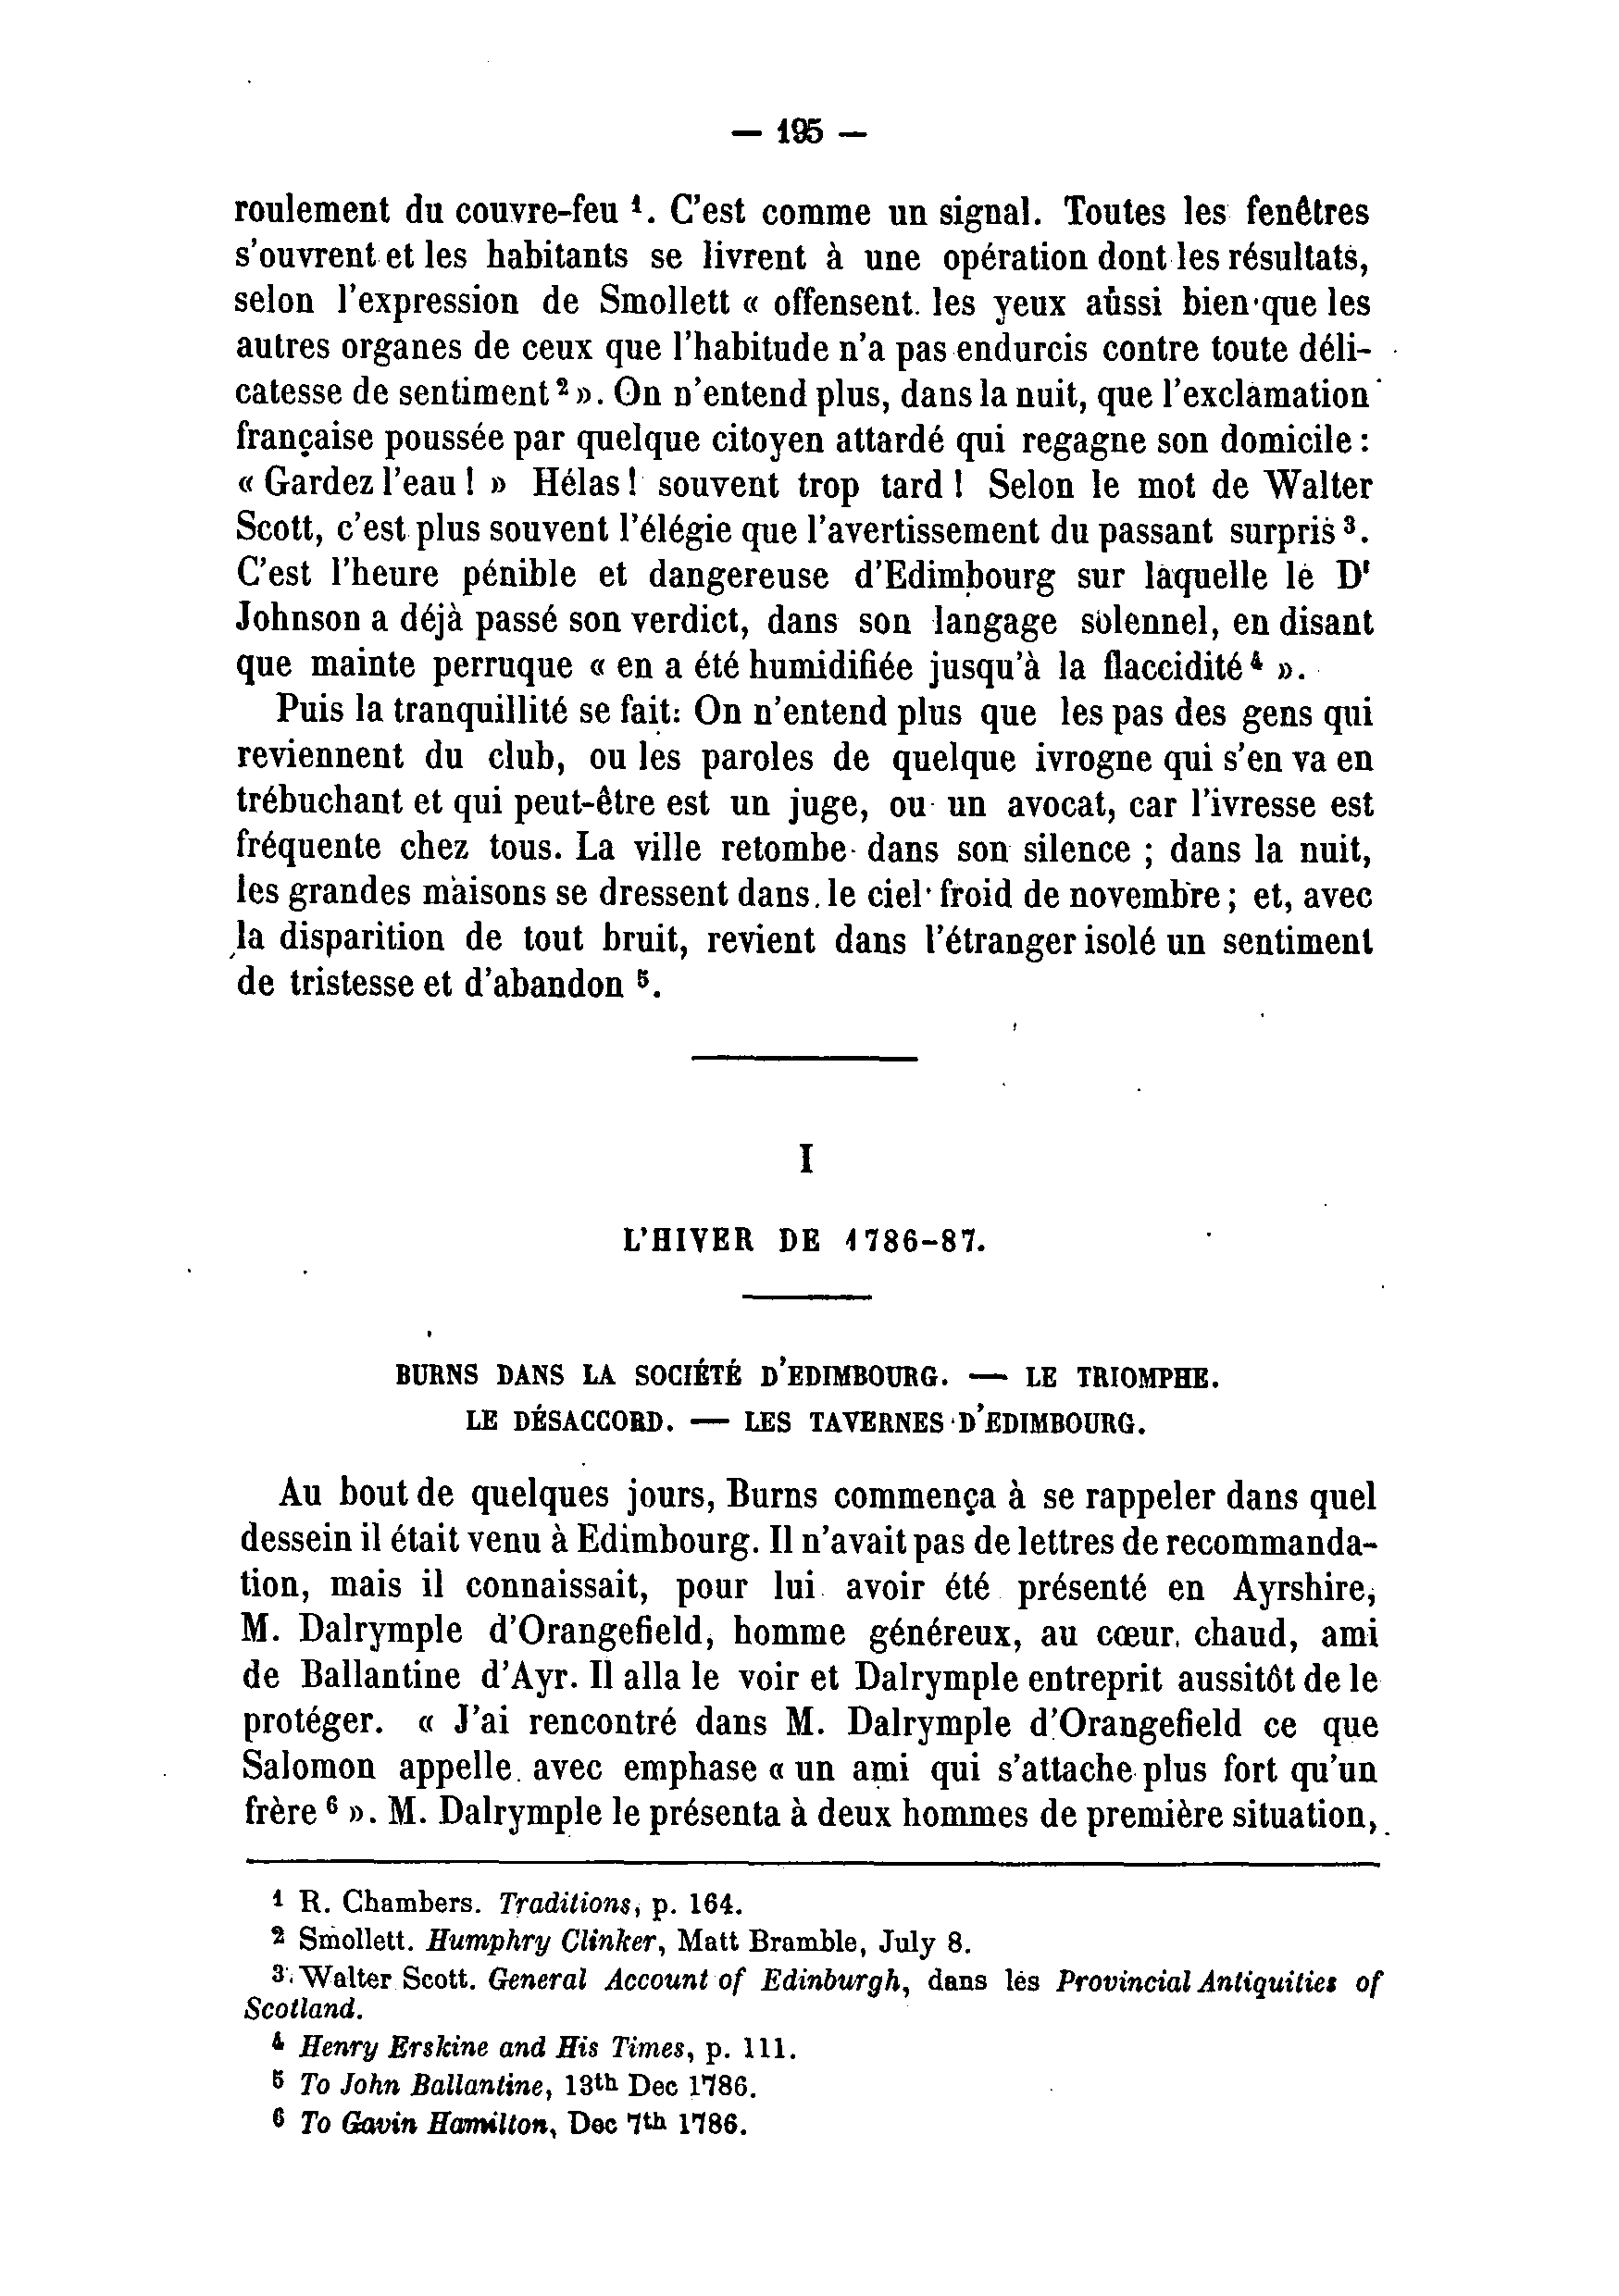 — 195 —
roulement du couvre-feu ¹. C'est comme un signal. Toutes les fenêtres
s'ouvrent et les habitants se livrent à une opération dont les résultats,
selon l'expression de Smollett « offensent les yeux aussi bien que les
autres organes de ceux que l'habitude n'a pas endurcis contre toute déli-
catesse de sentiment ² ». On n'entend plus, dans la nuit, que l'exclamation
française poussée par quelque citoyen attardé qui regagne son domicile :
« Gardez l'eau ! » Hélas ! souvent trop tard ! Selon le mot de Walter
Scott, c'est plus souvent l'élégie que l'avertissement du passant surpris ³.
C'est l'heure pénible et dangereuse d'Edimbourg sur laquelle le Dʳ
Johnson a déjà passé son verdict, dans son langage solennel, en disant
que mainte perruque « en a été humidifiée jusqu'à la flaccidité ⁴ ».
Puis la tranquillité se fait: On n'entend plus que les pas des gens qui
reviennent du club, ou les paroles de quelque ivrogne qui s'en va en
trébuchant et qui peut-être est un juge, ou un avocat, car l'ivresse est
fréquente chez tous. La ville retombe dans son silence ; dans la nuit,
les grandes maisons se dressent dans le ciel froid de novembre ; et, avec
la disparition de tout bruit, revient dans l'étranger isolé un sentiment
de tristesse et d'abandon ⁵.
I
L'HIVER DE 1786-87.
BURNS DANS LA SOCIÉTÉ D'EDIMBOURG. — LE TRIOMPHE.
LE DÉSACCORD. — LES TAVERNES D'EDIMBOURG.
Au bout de quelques jours, Burns commença à se rappeler dans quel
dessein il était venu à Edimbourg. Il n'avait pas de lettres de recommanda-
tion, mais il connaissait, pour lui avoir été présenté en Ayrshire,
M. Dalrymple d'Orangefield, homme généreux, au cœur chaud, ami
de Ballantine d'Ayr. Il alla le voir et Dalrymple entreprit aussitôt de le
protéger. « J'ai rencontré dans M. Dalrymple d'Orangefield ce que
Salomon appelle avec emphase « un ami qui s'attache plus fort qu'un
frère ⁶ ». M. Dalrymple le présenta à deux hommes de première situation,
¹ R. Chambers. Traditions, p. 164.
² Smollett. Humphry Clinker, Matt Bramble, July 8.
³ Walter Scott. General Account of Edinburgh, dans les Provincial Antiquities of
Scotland.
⁴ Henry Erskine and His Times, p. 111.
⁵ To John Ballantine, 13th Dec 1786.
⁶ To Gavin Hamilton, Dec 7th 1786.